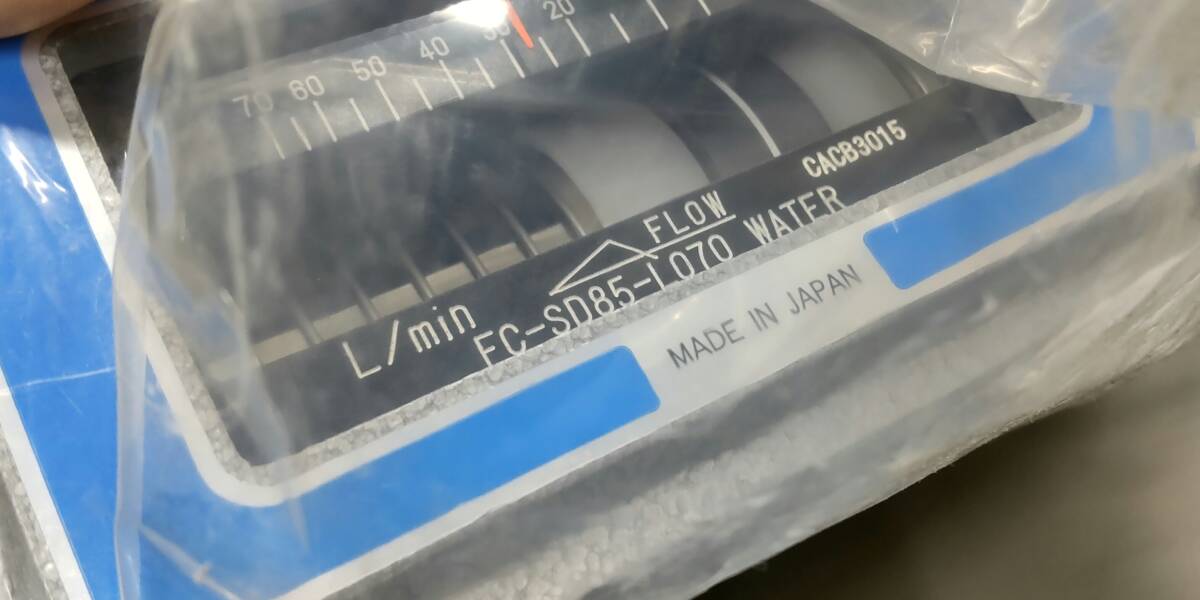 70 60 50 40 30 20
CACB3015
FLOW
L/min
FC-SD85-L070 WATER
MADE IN JAPAN